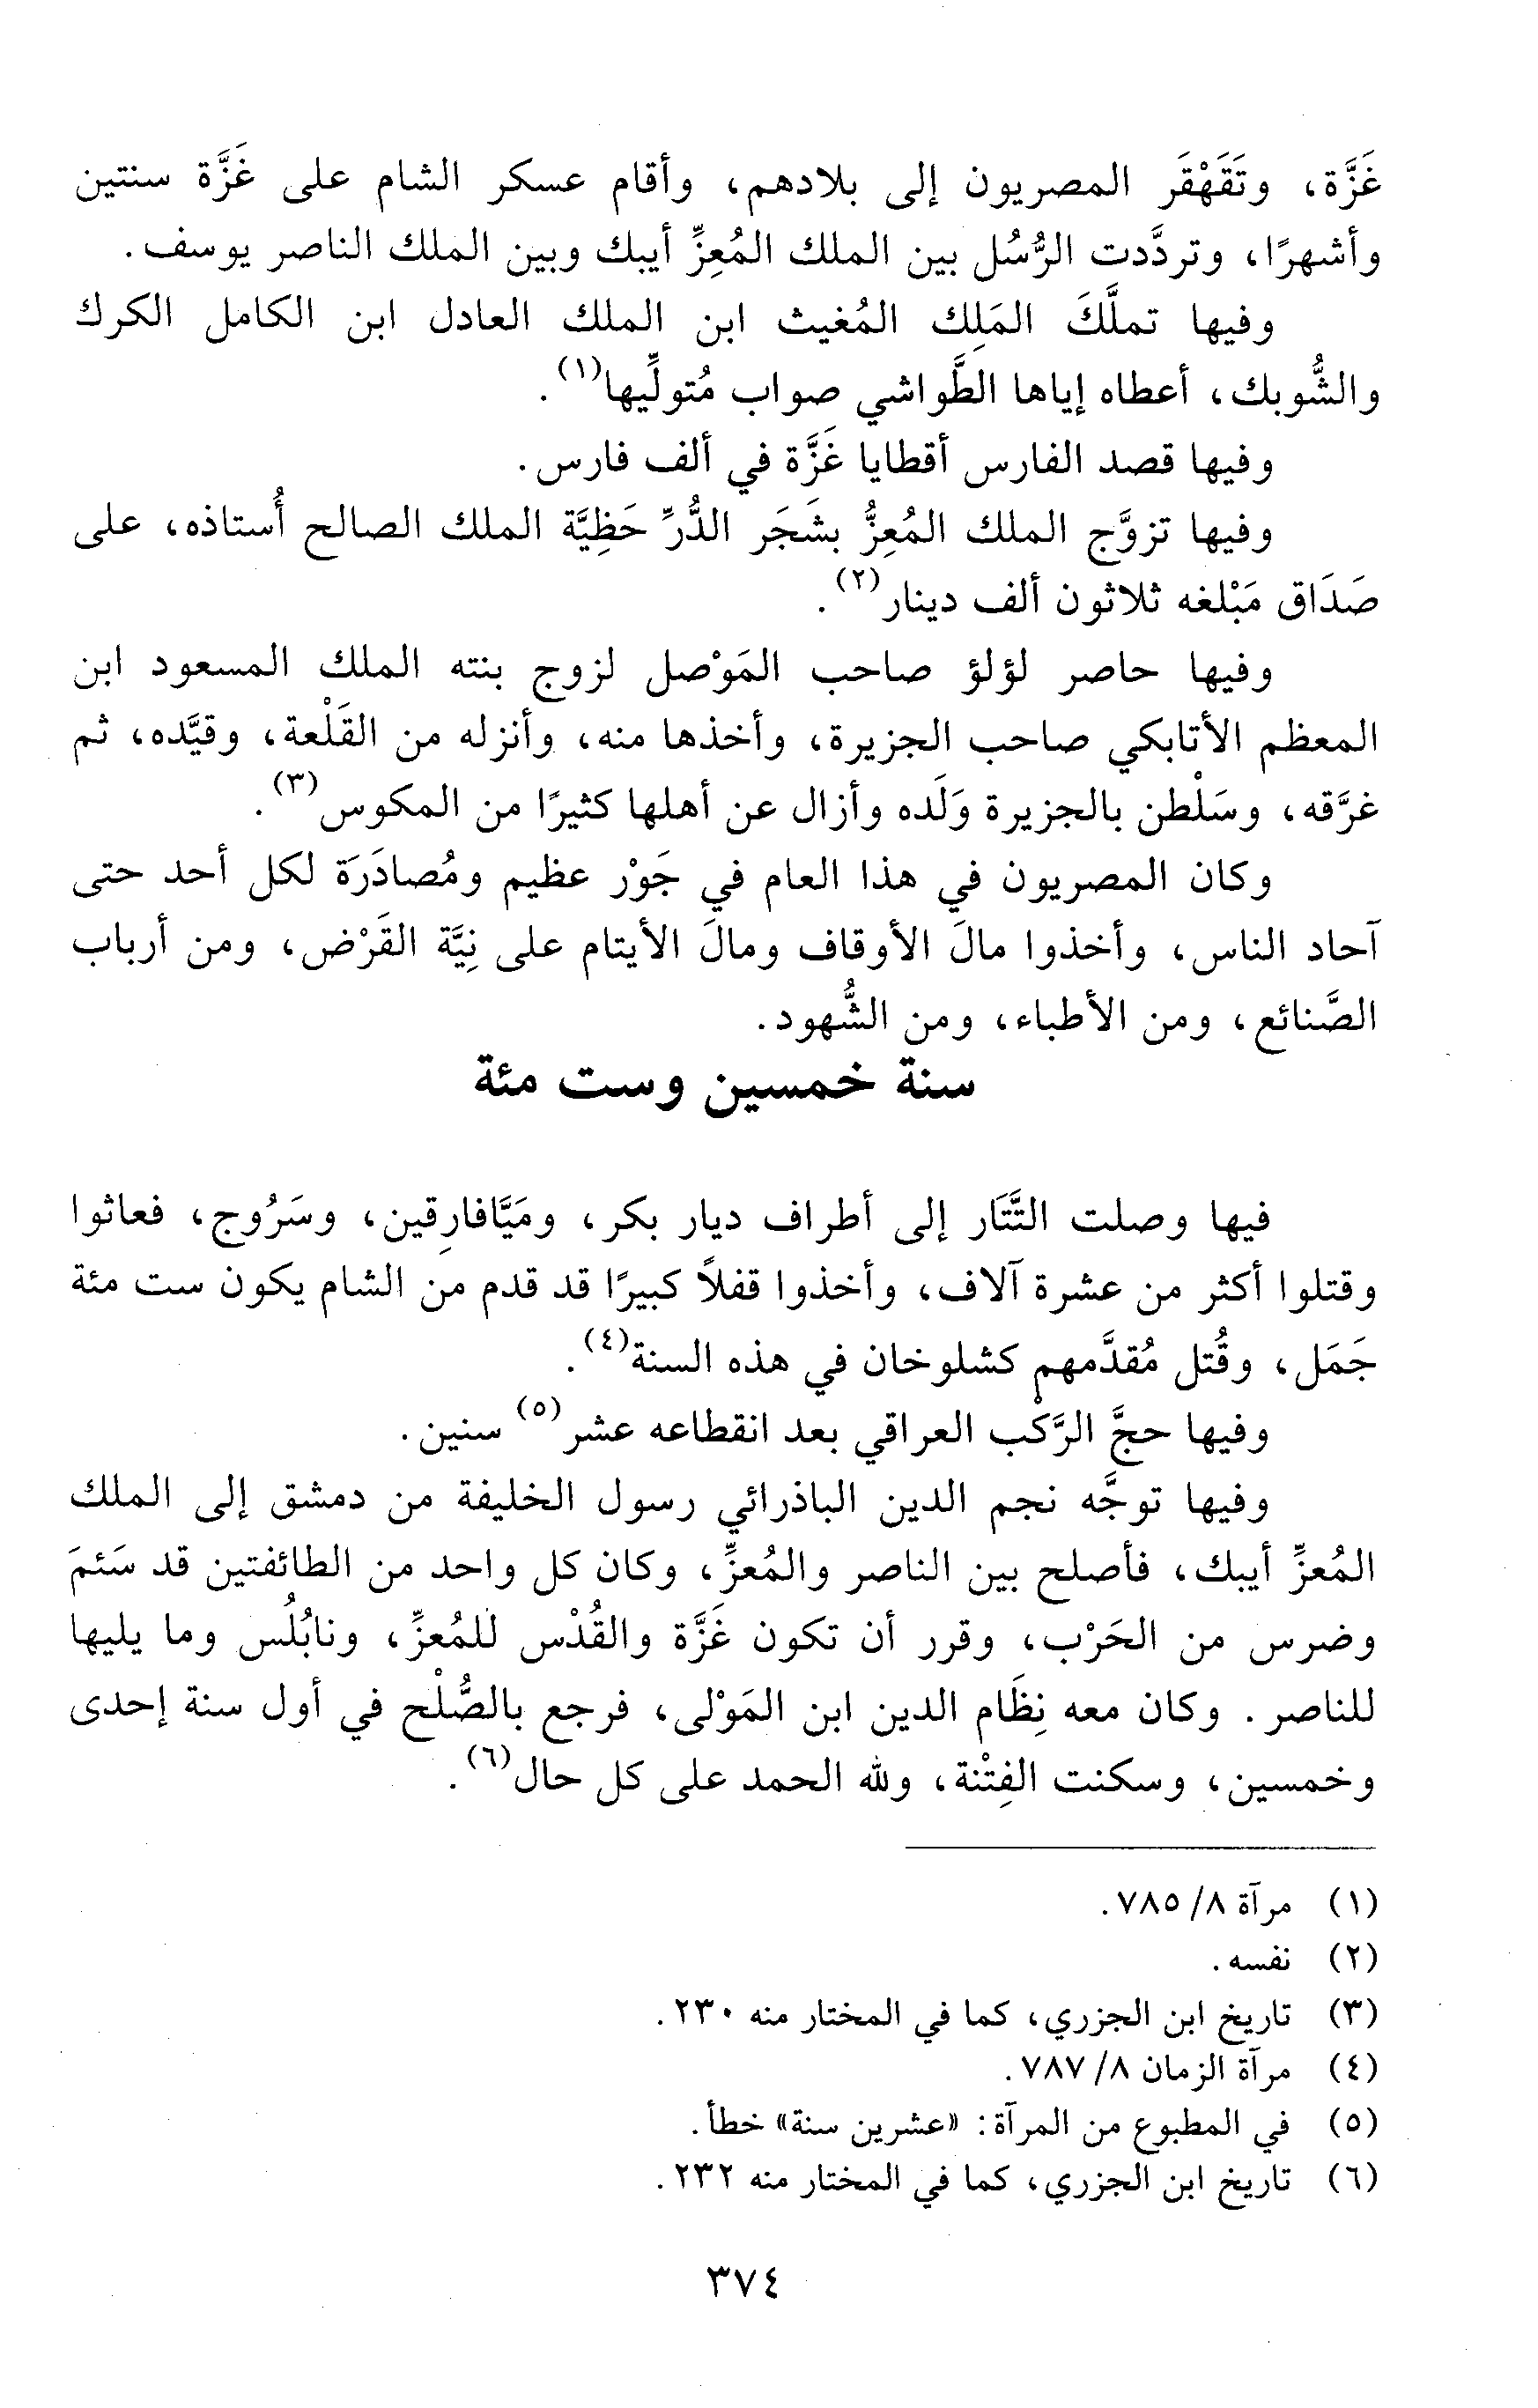 غَزَّة، وتَقَهْقَر المصريون إلى بلادهم، وأقام عسكر الشام على غَزَّة سنتين
وأشهرًا، وتردَّدت الرُّسُل بين الملك المُعِزِّ أيبك وبين الملك الناصر يوسف.
وفيها تملَّكَ المَلِك المُغيث ابن الملك العادل ابن الكامل الكرك
والشُّوبك، أعطاه إياها الطَّواشي صواب مُتولِّيها(١).
وفيها قصد الفارس أقطايا غَزَّة في ألف فارس.
وفيها تزوَّج الملك المُعِزُّ بشَجَر الدُّرِّ حَظِيَّة الملك الصالح أُستاذه، على
صَدَاق مَبْلغه ثلاثون ألف دينار(٢).
وفيها حاصر لؤلؤ صاحب المَوْصل لزوج بنته الملك المسعود ابن
المعظم الأتابكي صاحب الجزيرة، وأخذها منه، وأنزله من القَلْعة، وقيَّده، ثم
غرَّقه، وسَلْطن بالجزيرة وَلَده وأزال عن أهلها كثيرًا من المكوس(٣).
وكان المصريون في هذا العام في جَوْر عظيم ومُصادَرَة لكل أحد حتى
آحاد الناس، وأخذوا مالَ الأوقاف ومالَ الأيتام على نِيَّة القَرْض، ومن أرباب
الصَّنائع، ومن الأطباء، ومن الشُّهود.
سنة خمسين وست مئة
فيها وصلت التَّتَار إلى أطراف ديار بكر، ومَيَّافارِقين، وسَرُوج، فعاثوا
وقتلوا أكثر من عشرة آلاف، وأخذوا قفلاً كبيرًا قد قدم من الشام يكون ست مئة
جَمَل، وقُتل مُقدَّمهم كشلوخان في هذه السنة(٤).
وفيها حجَّ الرَّكْب العراقي بعد انقطاعه عشر(٥) سنين.
وفيها توجَّه نجم الدين الباذرائي رسول الخليفة من دمشق إلى الملك
المُعزِّ أيبك، فأصلح بين الناصر والمُعزِّ، وكان كل واحد من الطائفتين قد سَئمَ
وضرس من الحَرْب، وقرر أن تكون غَزَّة والقُدْس للمُعزِّ، ونابُلُس وما يليها
للناصر. وكان معه نِظَام الدين ابن المَوْلى، فرجع بالصُّلْح في أول سنة إحدى
وخمسين، وسكنت الفِتْنة، ولله الحمد على كل حال(٦).
(١) مرآة ٨/ ٧٨٥.
(٢) نفسه.
(٣) تاريخ ابن الجزري، كما في المختار منه ٢٣٠.
(٤) مرآة الزمان ٨/ ٧٨٧.
(٥) في المطبوع من المرآة: «عشرين سنة» خطأ.
(٦) تاريخ ابن الجزري، كما في المختار منه ٢٣٢.
٣٧٤